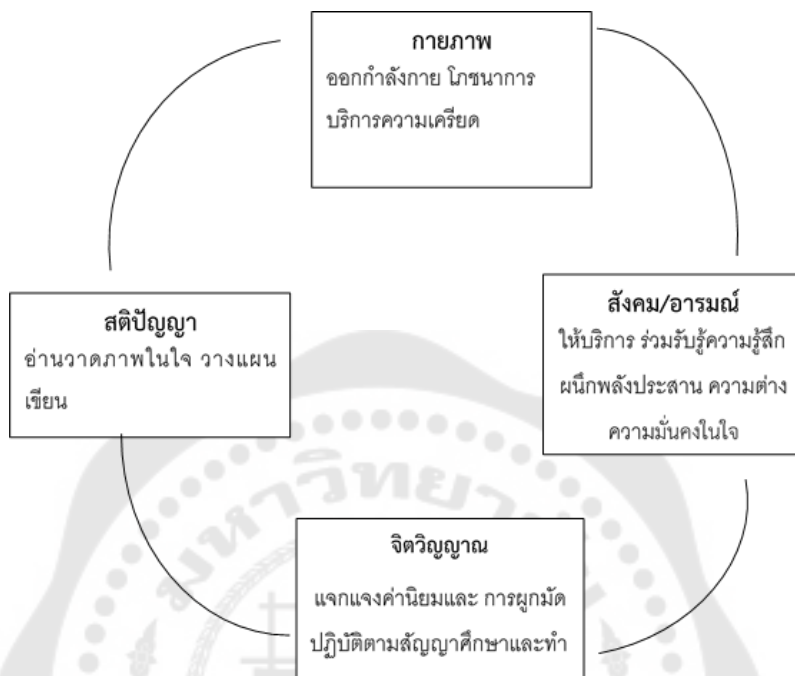 กายภาพ
ออกกำลังกาย โภชนาการ
บริการความเครียด
สติปัญญา
อ่านวาดภาพในใจ วางแผน
เขียน
สังคม/อารมณ์
ให้บริการ ร่วมรับรู้ความรู้สึก
ผนึกพลังประสาน ความต่าง
ความมั่นคงในใจ
จิตวิญญาณ
แจกแจงค่านิยมและ การผูกมัด
ปฏิบัติตามสัญญาศึกษาและทำ